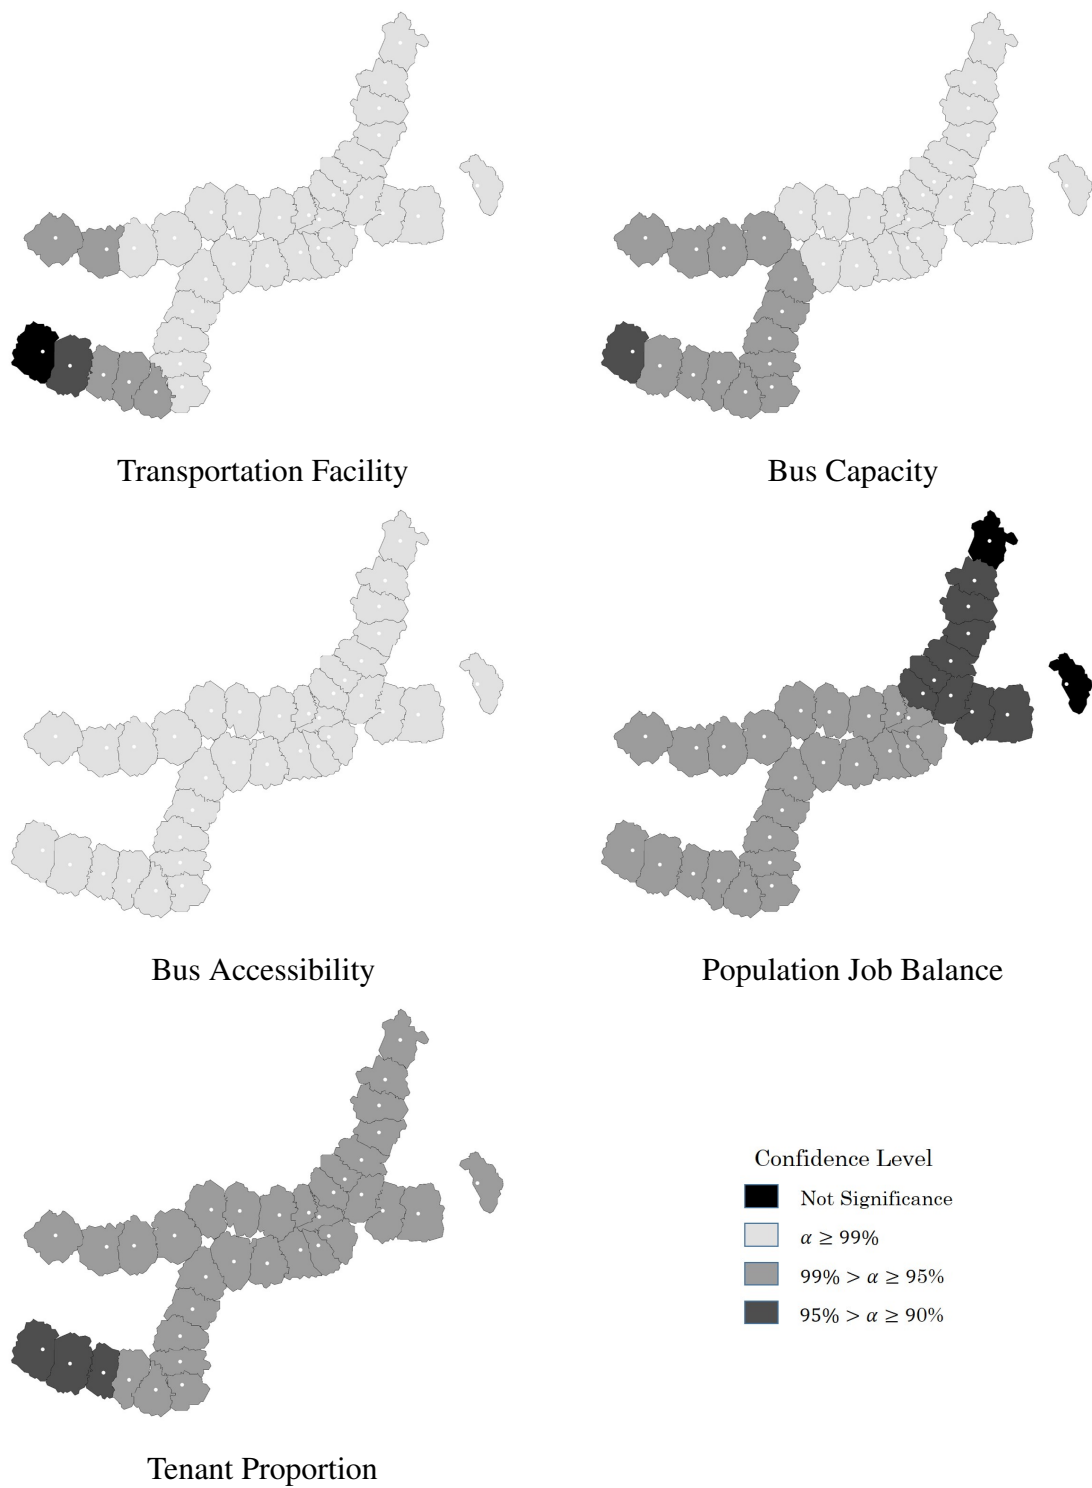 Transportation Facility
Bus Capacity
Bus Accessibility
Population Job Balance
Confidence Level
Not Significance
α ≥ 99%
99% > α ≥ 95%
95% > α ≥ 90%
Tenant Proportion